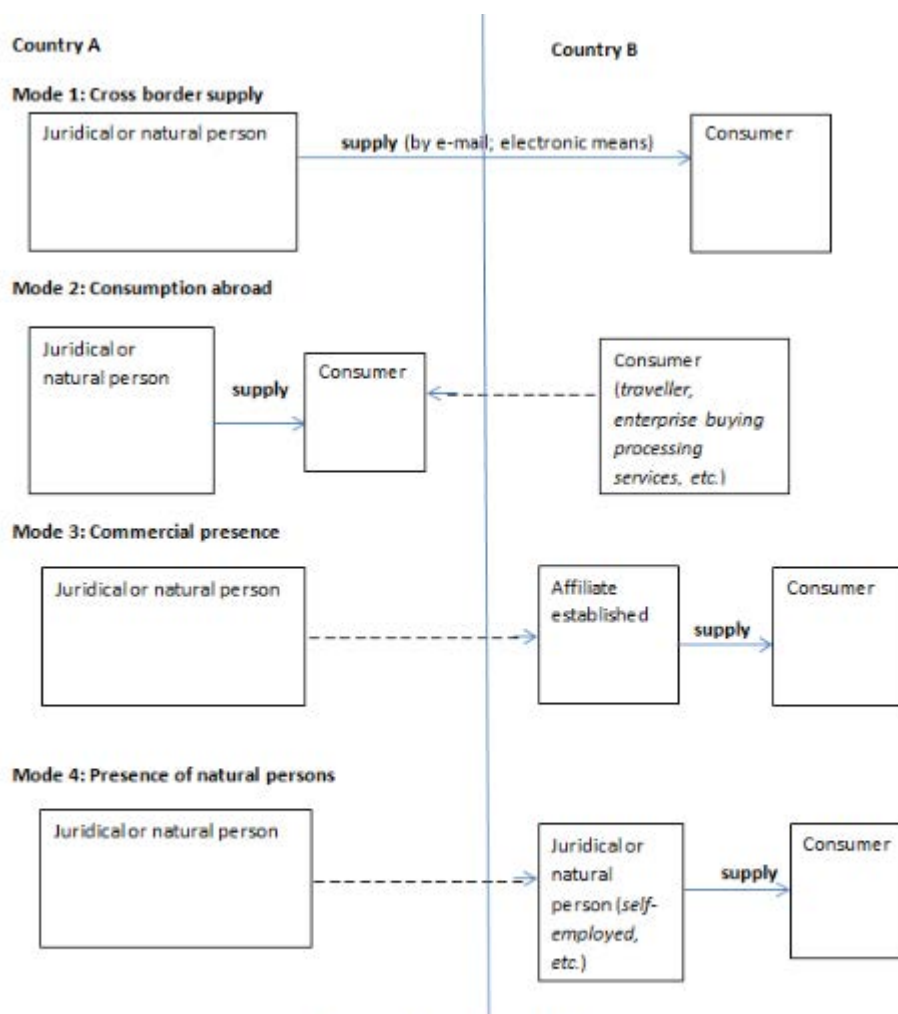 Country A
Country B
Mode 1: Cross border supply
Juridical or natural person
supply (by e-mail; electronic means)
Consumer
Mode 2: Consumption abroad
Juridical or
natural person
supply
Consumer
Consumer
(traveller,
enterprise buying
processing
services, etc.)
Mode 3: Commercial presence
Juridical or natural person
Affiliate
established
supply
Consumer
Mode 4: Presence of natural persons
Juridical or natural person
Juridical or
natural
person (self-
employed,
etc.)
supply
Consumer